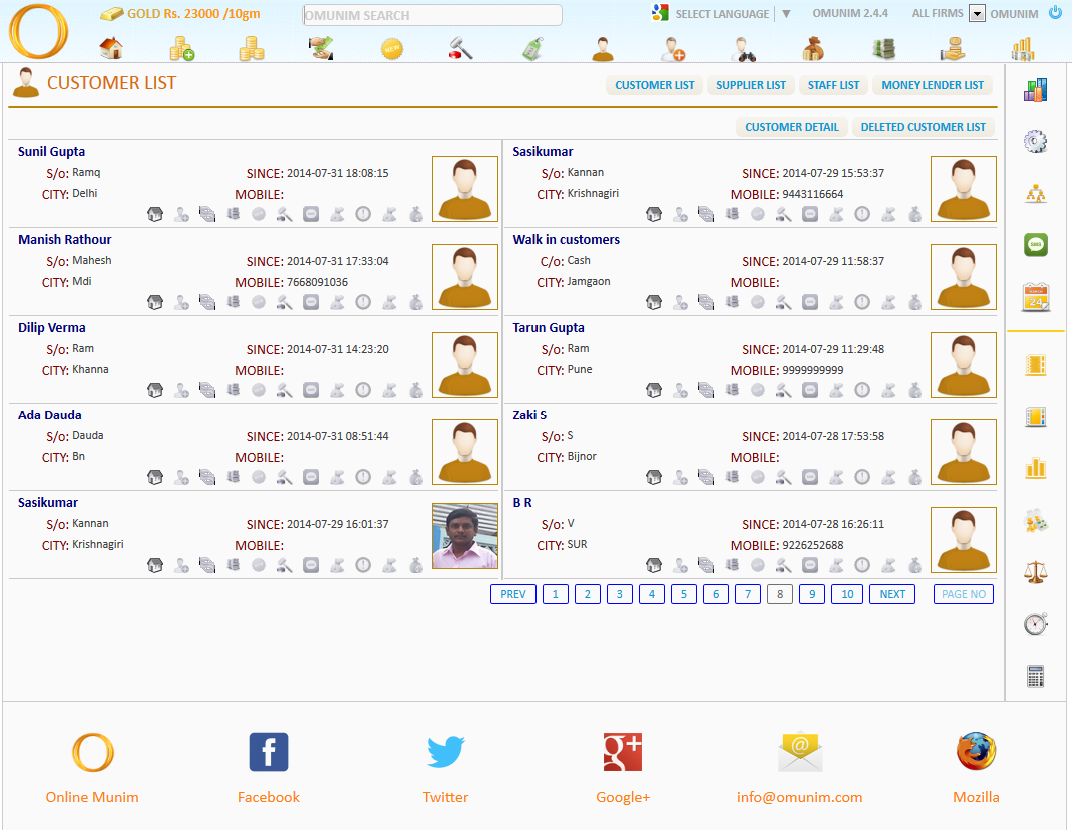 GOLD Rs. 23000 /10gm
OMUNIM SEARCH
SELECT LANGUAGE ▼
OMUNIM 2.4.4
ALL FIRMS
OMUNIM
NEW
CUSTOMER LIST
CUSTOMER LIST
SUPPLIER LIST
STAFF LIST
MONEY LENDER LIST
CUSTOMER DETAIL
DELETED CUSTOMER LIST
Sunil Gupta
S/o: Ramq
SINCE: 2014-07-31 18:08:15
CITY: Delhi
MOBILE:
Sasikumar
S/o: Kannan
SINCE: 2014-07-29 15:53:37
CITY: Krishnagiri
MOBILE: 9443116664
Manish Rathour
S/o: Mahesh
SINCE: 2014-07-31 17:33:04
CITY: Mdi
MOBILE: 7668091036
Walk in customers
C/o: Cash
SINCE: 2014-07-29 11:58:37
CITY: Jamgaon
MOBILE:
Dilip Verma
S/o: Ram
SINCE: 2014-07-31 14:23:20
CITY: Khanna
MOBILE:
Tarun Gupta
S/o: Ram
SINCE: 2014-07-29 11:29:48
CITY: Pune
MOBILE: 9999999999
Ada Dauda
S/o: Dauda
SINCE: 2014-07-31 08:51:44
CITY: Bn
MOBILE:
Zaki S
S/o: S
SINCE: 2014-07-28 17:53:58
CITY: Bijnor
MOBILE:
Sasikumar
S/o: Kannan
SINCE: 2014-07-29 16:01:37
CITY: Krishnagiri
MOBILE:
B R
S/o: V
SINCE: 2014-07-28 16:26:11
CITY: SUR
MOBILE: 9226252688
PREV 1 2 3 4 5 6 7 8 9 10 NEXT PAGE NO
SMS
24
Online Munim
Facebook
Twitter
Google+
info@omunim.com
Mozilla